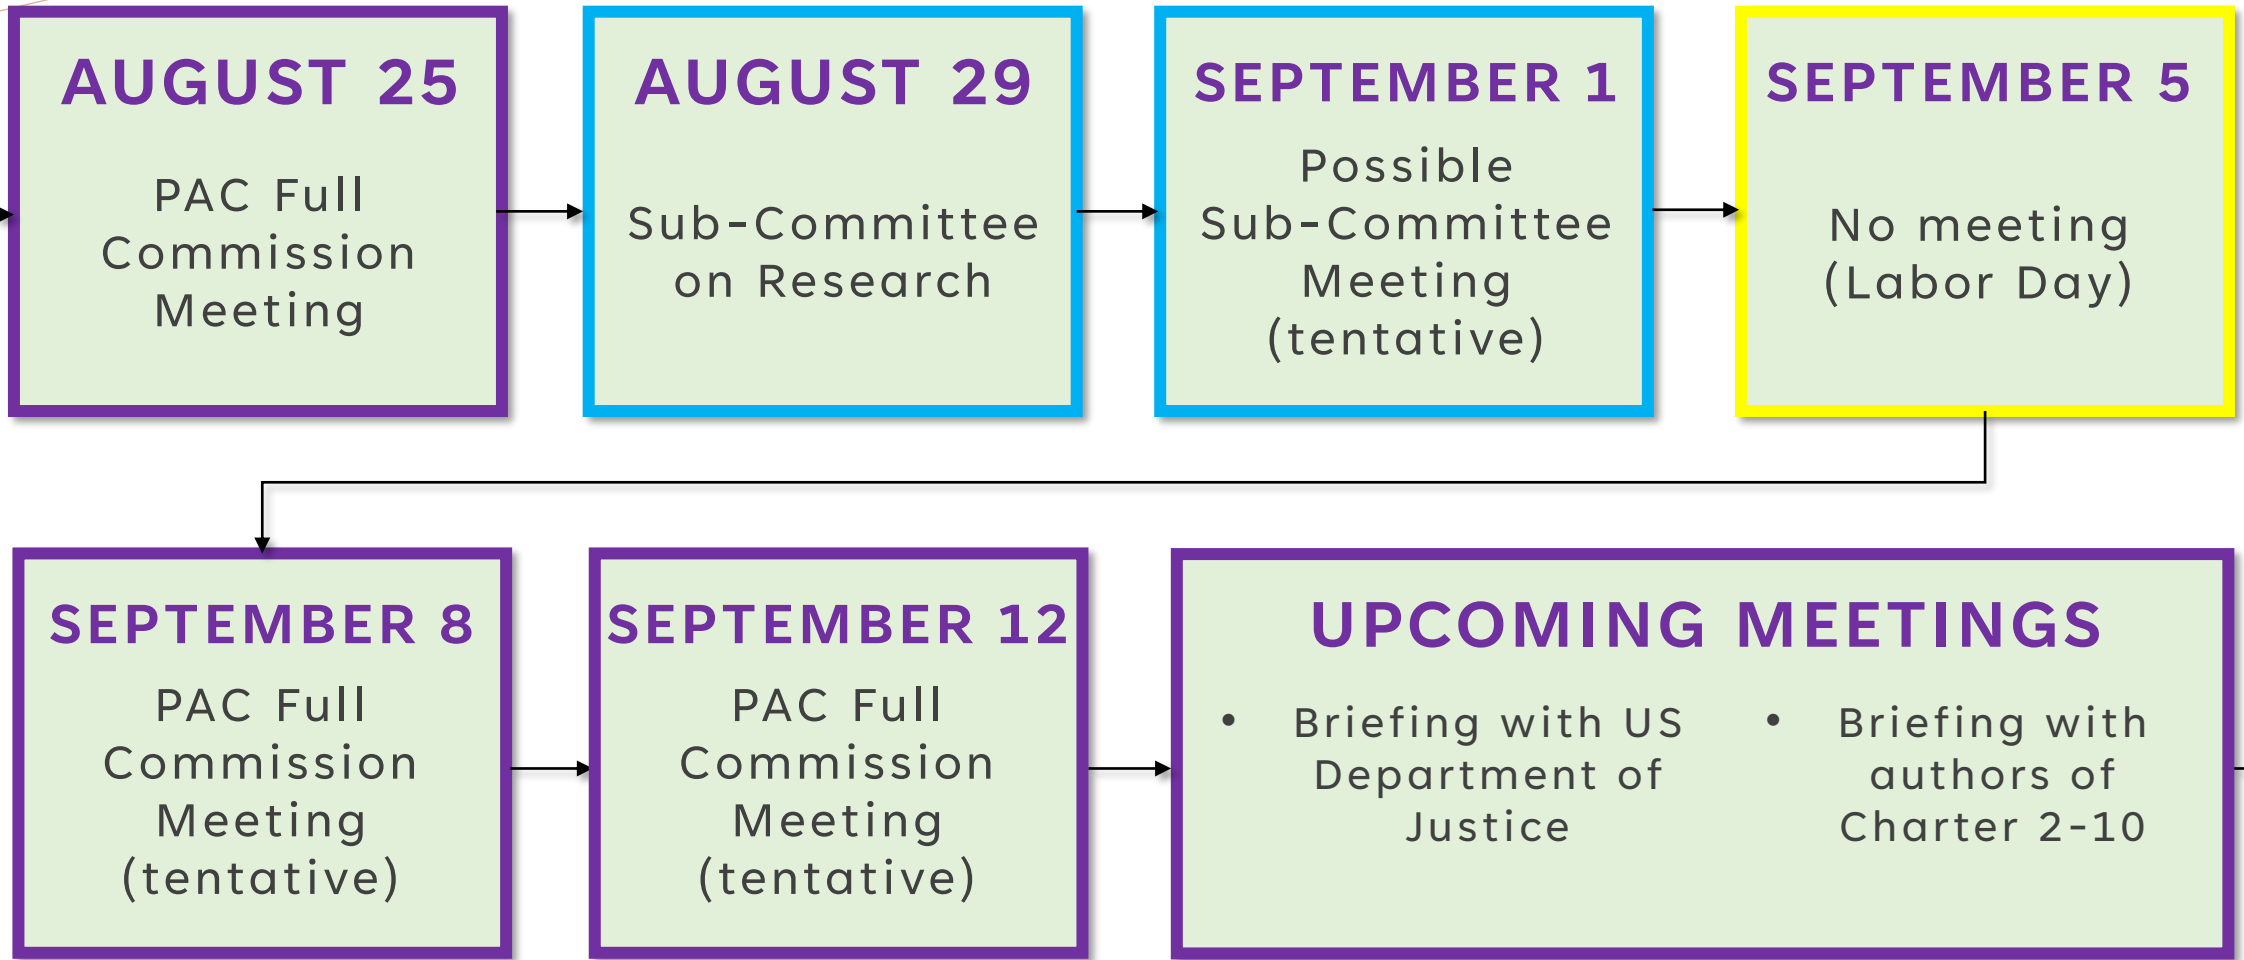 AUGUST 25
PAC Full
Commission
Meeting
AUGUST 29
Sub-Committee
on Research
SEPTEMBER 1
Possible
Sub-Committee
Meeting
(tentative)
SEPTEMBER 5
No meeting
(Labor Day)
SEPTEMBER 8
PAC Full
Commission
Meeting
(tentative)
SEPTEMBER 12
PAC Full
Commission
Meeting
(tentative)
UPCOMING MEETINGS
• Briefing with US
Department of
Justice
• Briefing with
authors of
Charter 2-10